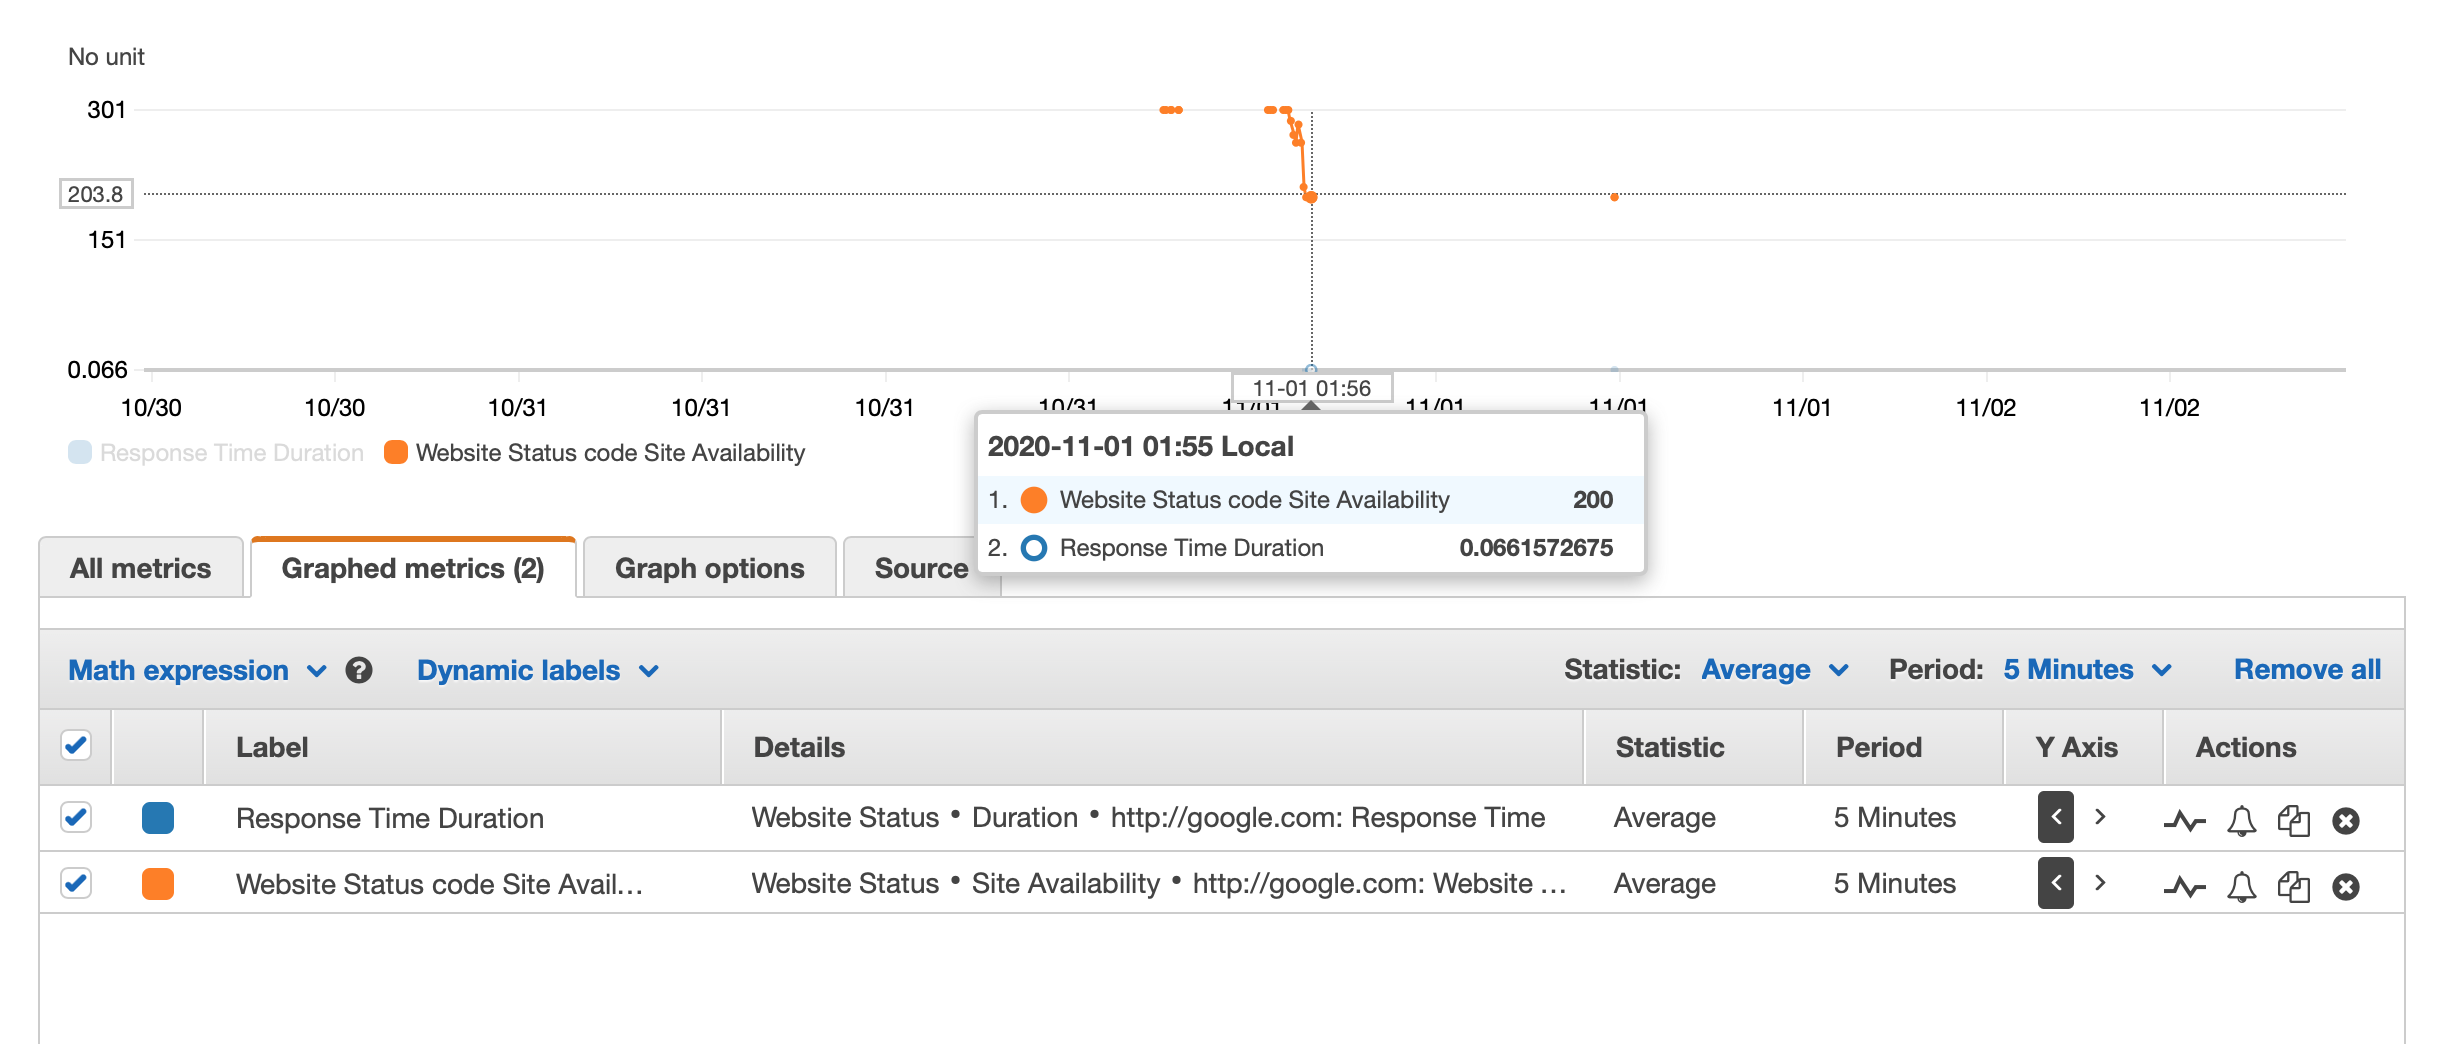 No unit
301
203.8
151
0.066
11-01 01:56
10/30 10/30 10/31 10/31 10/31 10/31 11/01 11/01 11/01 11/01 11/02 11/02
Response Time Duration Website Status code Site Availability
2020-11-01 01:55 Local
1. Website Status code Site Availability 200
2. Response Time Duration 0.0661572675
All metrics Graphed metrics (2) Graph options Source
Math expression ? Dynamic labels Statistic: Average Period: 5 Minutes Remove all
Label Details Statistic Period Y Axis Actions
Response Time Duration Website Status • Duration • http://google.com: Response Time Average 5 Minutes < >
Website Status code Site Avail... Website Status • Site Availability • http://google.com: Website ... Average 5 Minutes < >